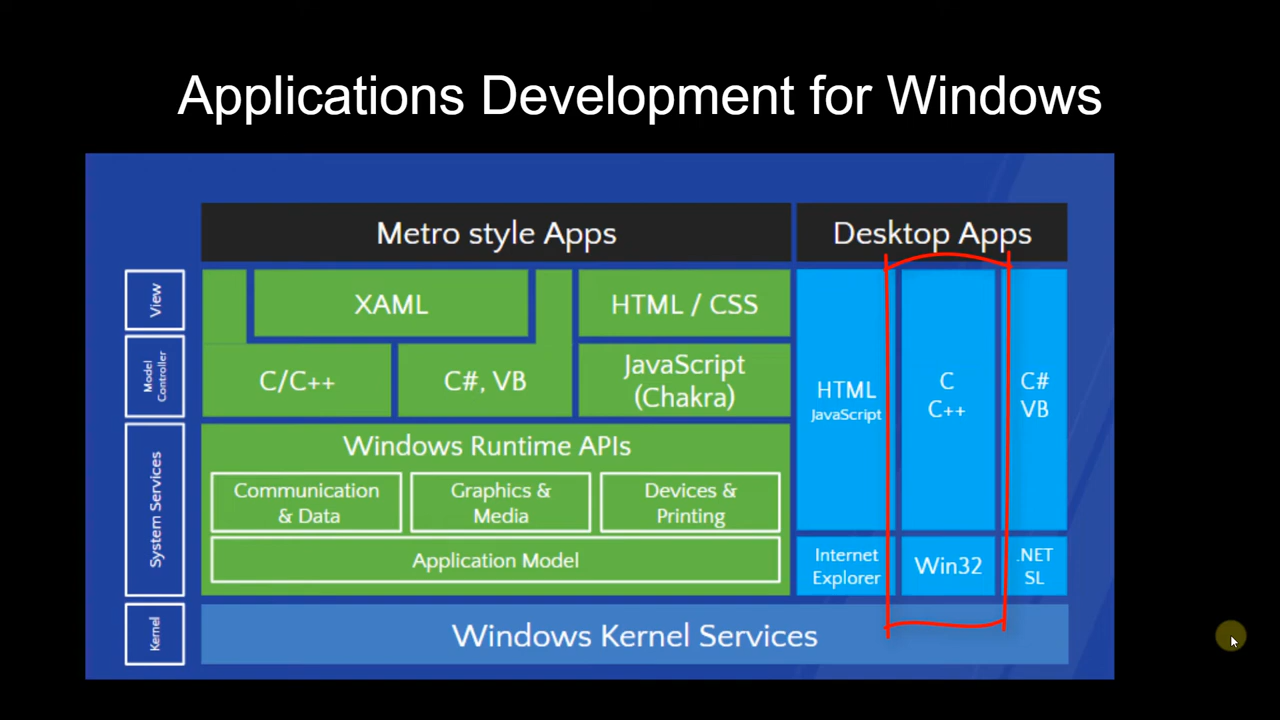 Applications Development for Windows
Metro style Apps
Desktop Apps
View
XAML
HTML / CSS
Model
Controller
C/C++
C#, VB
JavaScript
(Chakra)
HTML
JavaScript
C
C++
C#
VB
System Services
Windows Runtime APIs
Communication
& Data
Graphics &
Media
Devices &
Printing
Application Model
Internet
Explorer
Win32
.NET
SL
Kernel
Windows Kernel Services